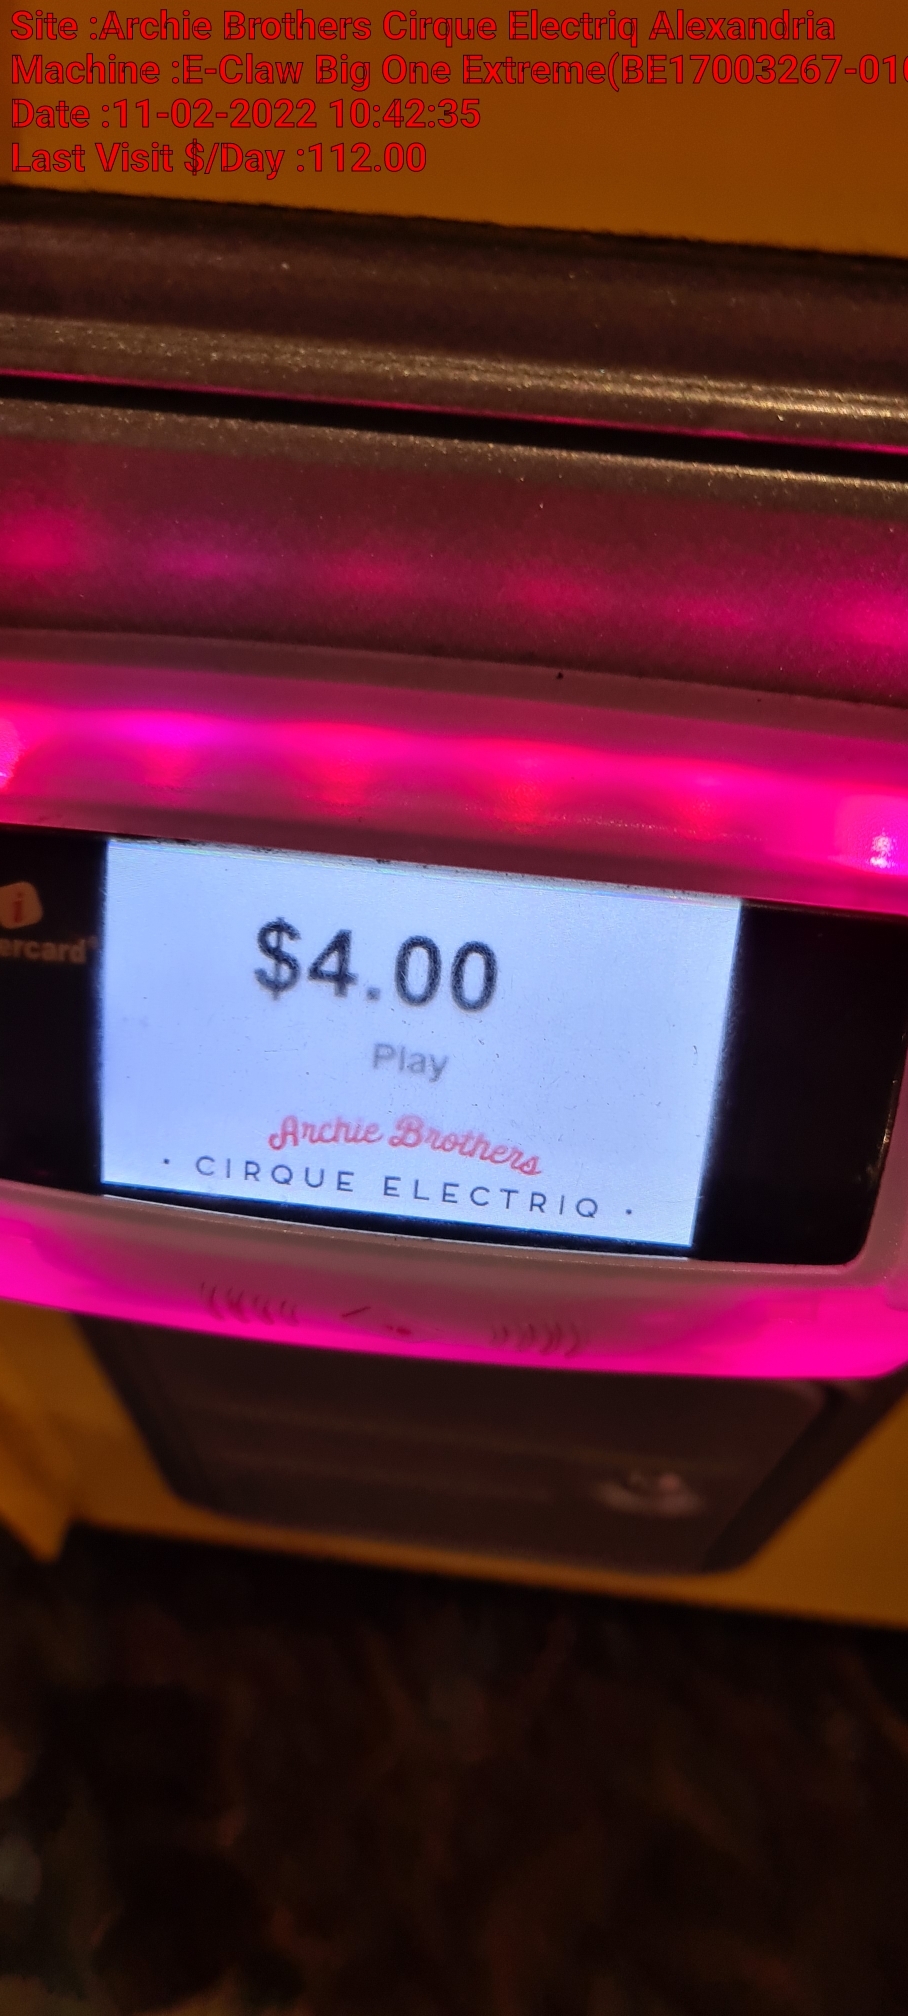 Site :Archie Brothers Cirque Electriq Alexandria
Machine :E-Claw Big One Extreme(BE17003267-010
Date :11-02-2022 10:42:35
Last Visit $/Day :112.00
ercard®
$4.00
Play
Archie Brothers
· CIRQUE ELECTRIQ ·